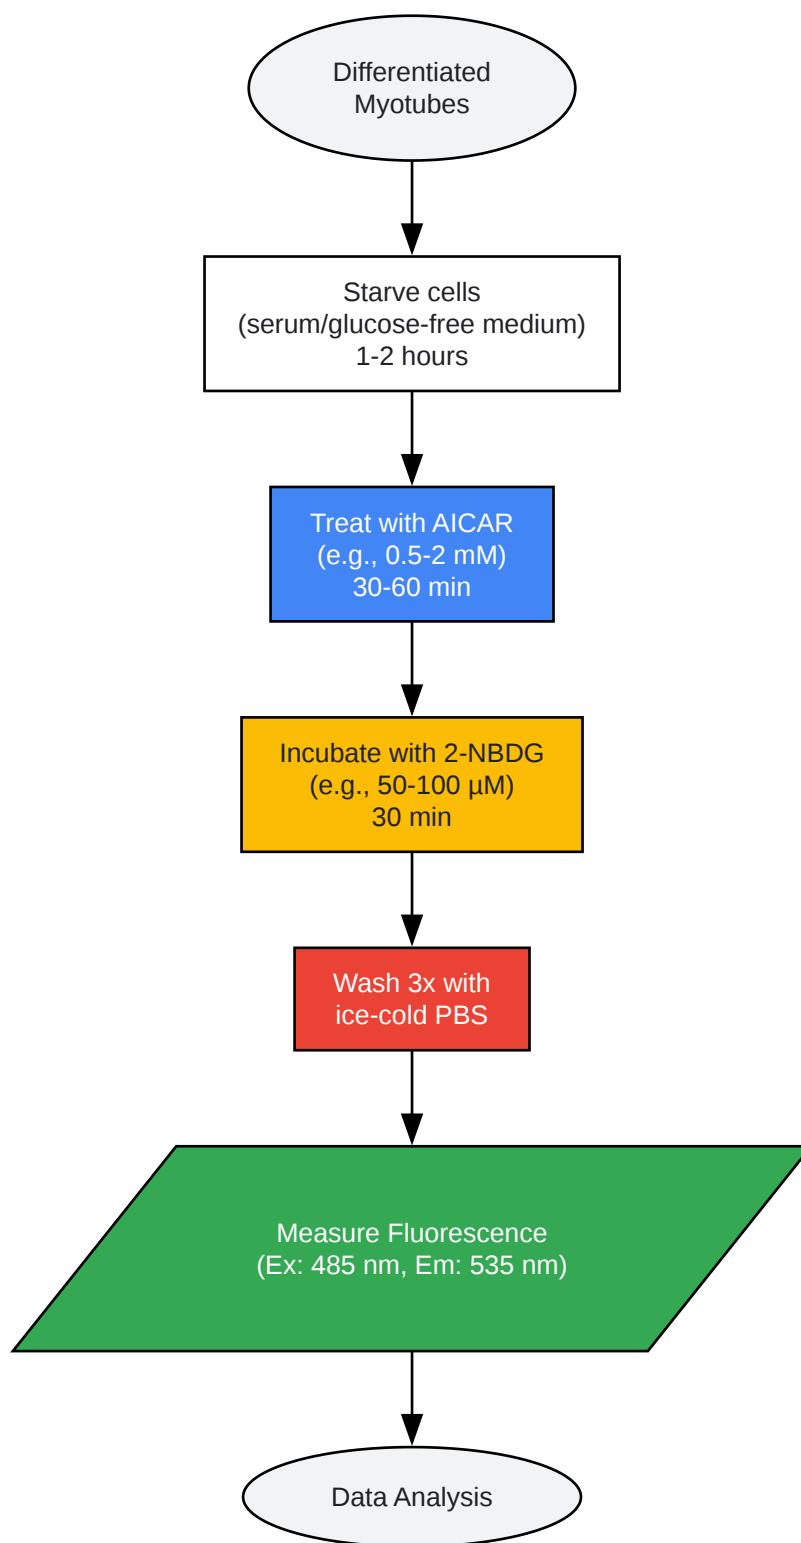 Differentiated
Myotubes
Starve cells
(serum/glucose-free medium)
1-2 hours
Treat with AICAR
(e.g., 0.5-2 mM)
30-60 min
Incubate with 2-NBDG
(e.g., 50-100 µM)
30 min
Wash 3x with
ice-cold PBS
Measure Fluorescence
(Ex: 485 nm, Em: 535 nm)
Data Analysis